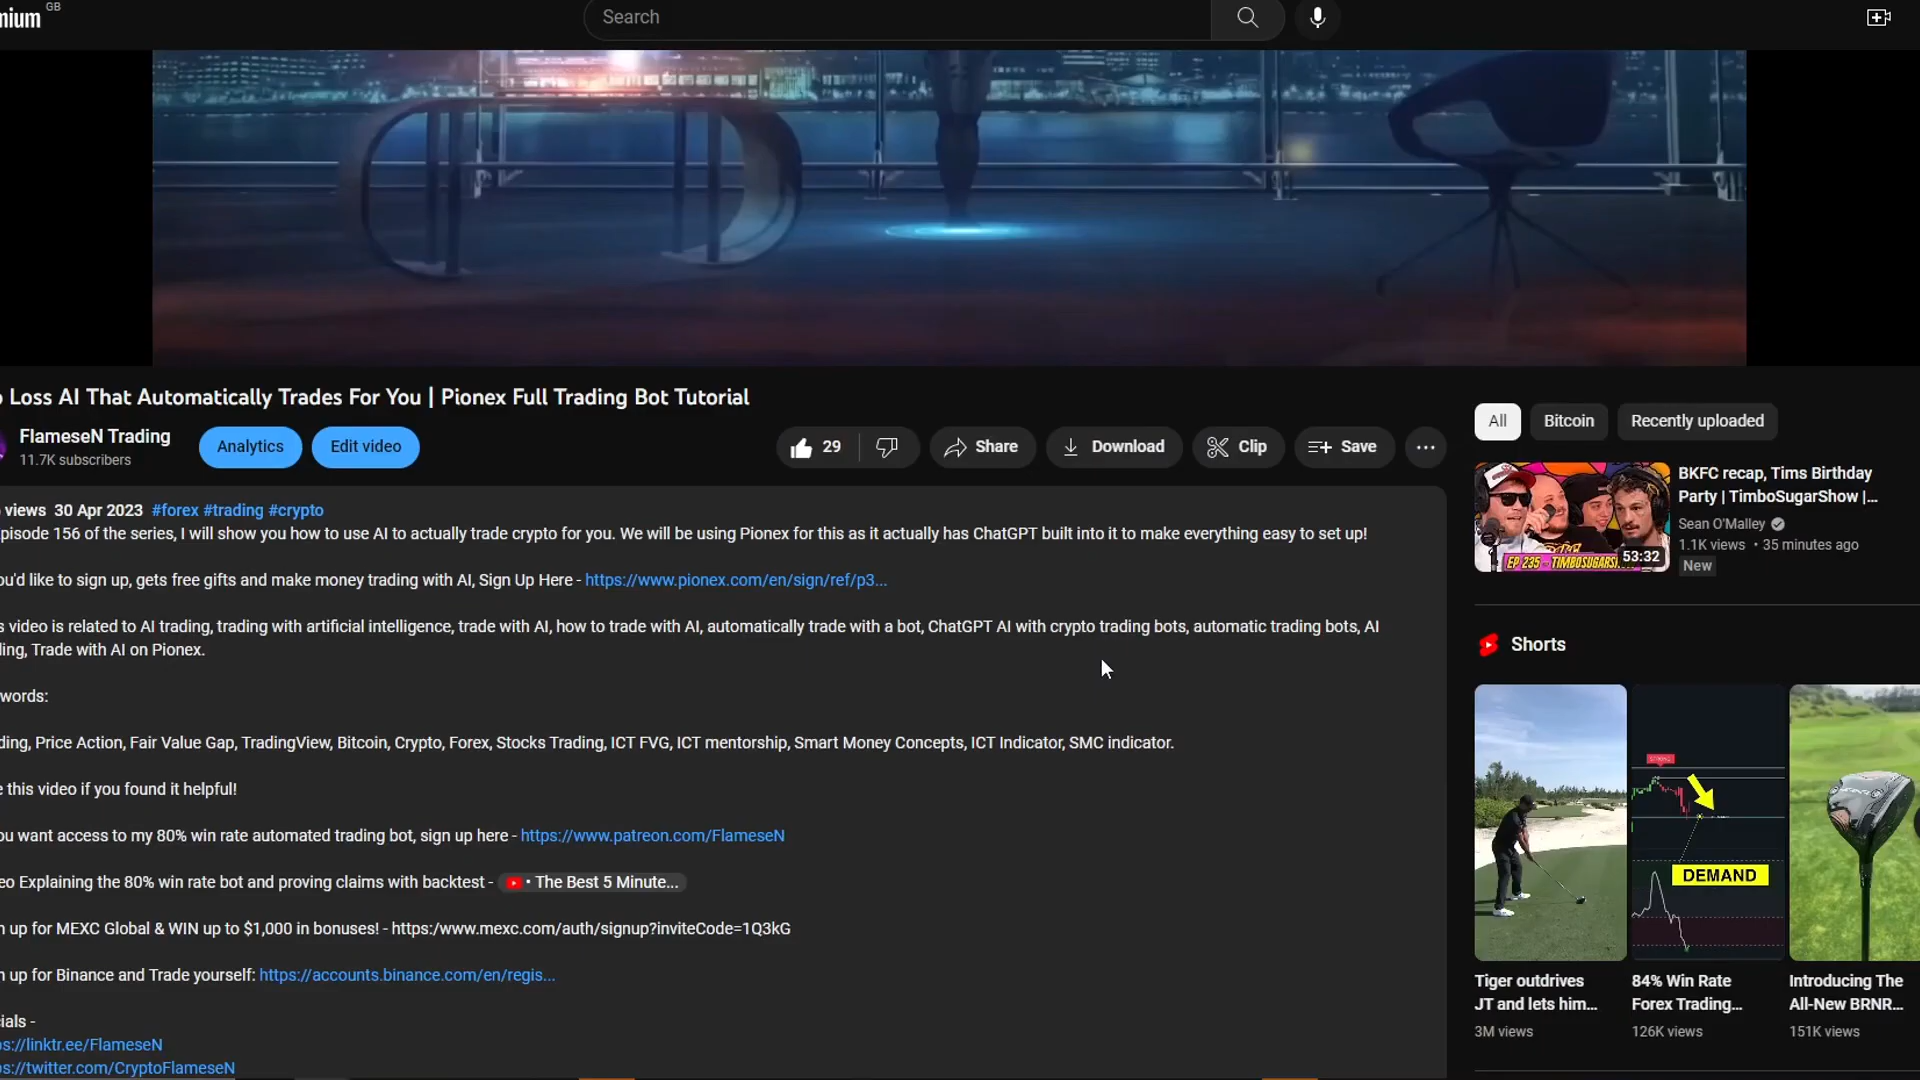 mium GB
Search
Loss AI That Automatically Trades For You | Pionex Full Trading Bot Tutorial
FlameseN Trading
11.7K subscribers
Analytics
Edit video
29
Share
Download
Clip
Save
views 30 Apr 2023 #forex #trading #crypto
pisode 156 of the series, I will show you how to use AI to actually trade crypto for you. We will be using Pionex for this as it actually has ChatGPT built into it to make everything easy to set up!
ou'd like to sign up, gets free gifts and make money trading with AI, Sign Up Here - https://www.pionex.com/en/sign/ref/p3...
s video is related to AI trading, trading with artificial intelligence, trade with AI, how to trade with AI, automatically trade with a bot, ChatGPT AI with crypto trading bots, automatic trading bots, AI
ding, Trade with AI on Pionex.
words:
ding, Price Action, Fair Value Gap, TradingView, Bitcoin, Crypto, Forex, Stocks Trading, ICT FVG, ICT mentorship, Smart Money Concepts, ICT Indicator, SMC indicator.
e this video if you found it helpful!
ou want access to my 80% win rate automated trading bot, sign up here - https://www.patreon.com/FlameseN
eo Explaining the 80% win rate bot and proving claims with backtest - • The Best 5 Minute...
n up for MEXC Global & WIN up to $1,000 in bonuses! - https:/www.mexc.com/auth/signup?inviteCode=1Q3kG
n up for Binance and Trade yourself: https://accounts.binance.com/en/regis...
ials -
ps://linktr.ee/FlameseN
ps://twitter.com/CryptoFlameseN
All
Bitcoin
Recently uploaded
EP 235 - TIMBOSUGARSH
53:32
BKFC recap, Tims Birthday
Party | TimboSugarShow |...
Sean O'Malley
1.1K views • 35 minutes ago
New
Shorts
DEMAND
Tiger outdrives
JT and lets him...
3M views
84% Win Rate
Forex Trading...
126K views
Introducing The
All-New BRNR...
151K views